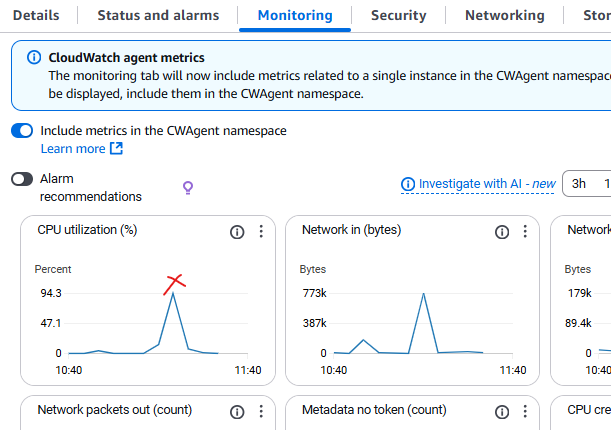 Details
Status and alarms
Monitoring
Security
Networking
CloudWatch agent metrics
The monitoring tab will now include metrics related to a single instance in the CWAgent namespace
be displayed, include them in the CWAgent namespace.
Include metrics in the CWAgent namespace
Learn more
Alarm
recommendations
Investigate with AI - new
3h
1
CPU utilization (%)
Percent
94.3
47.1
0
10:40
11:40
Network in (bytes)
Bytes
773k
387k
0
10:40
11:40
Network
Bytes
179k
89.4k
0
10:40
Network packets out (count)
Metadata no token (count)
CPU cre